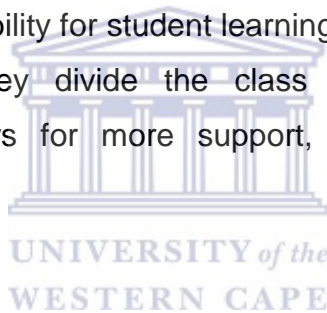 bility for student learning
ey divide the class
s for more support,
UNIVERSITY of the
WESTERN CAPE